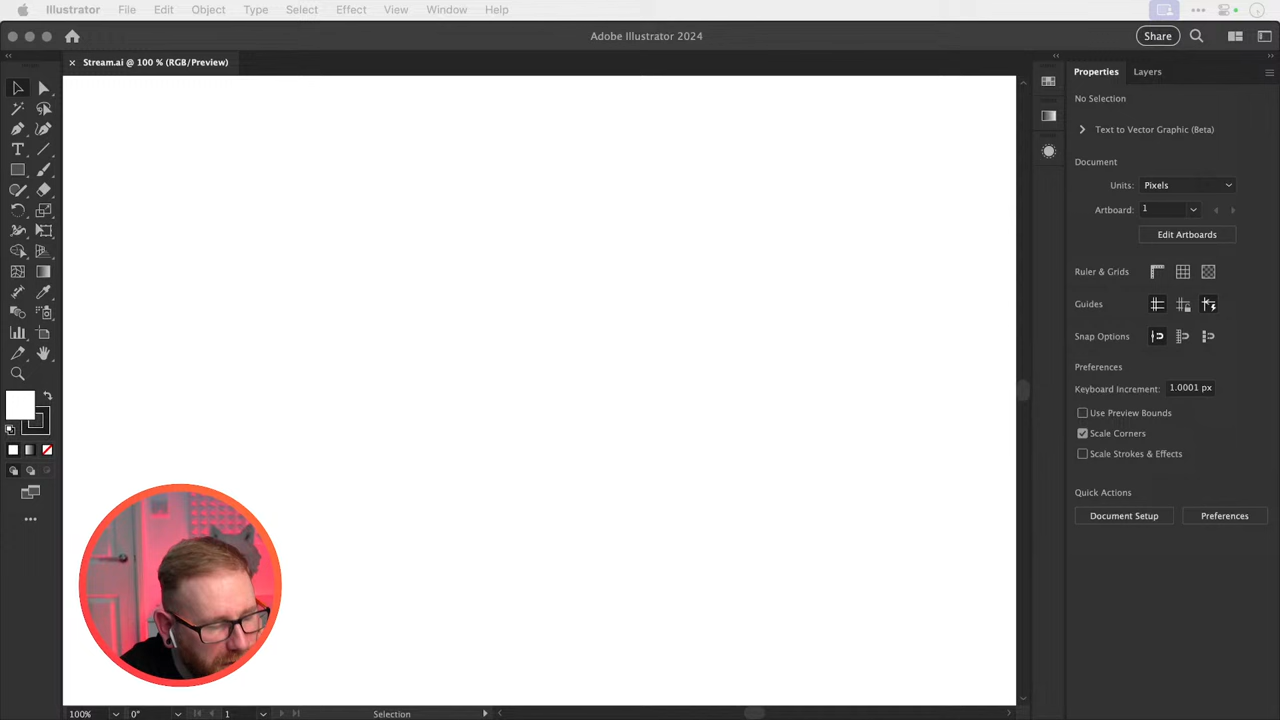 Illustrator File Edit Object Type Select Effect View Window Help
Adobe Illustrator 2024
Share
Stream.ai @ 100 % (RGB/Preview)
Properties Layers
No Selection
Text to Vector Graphic (Beta)
Document
Units: Pixels
Artboard: 1
Edit Artboards
Ruler & Grids
Guides
Snap Options
Preferences
Keyboard Increment: 1.0001 px
Use Preview Bounds
Scale Corners
Scale Strokes & Effects
Quick Actions
Document Setup Preferences
100% 0° 1 Selection